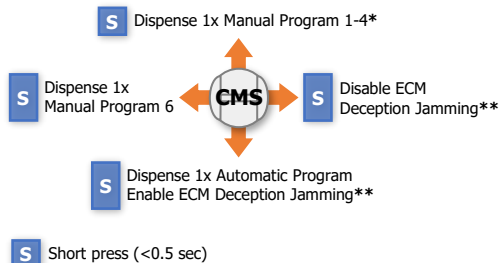 S Dispense 1x Manual Program 1-4*
S Dispense 1x
Manual Program 6
CMS
S Disable ECM
Deception Jamming**
S Dispense 1x Automatic Program
Enable ECM Deception Jamming**
S Short press (<0.5 sec)